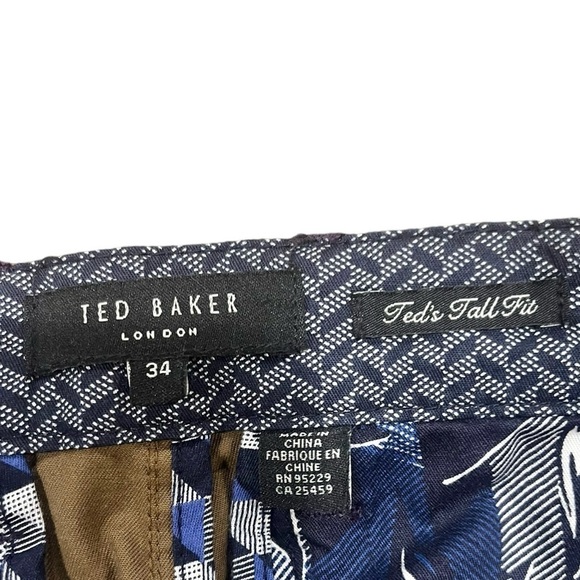 TED BAKER
LONDON
34
Ted's Tall Fit
MADE IN
CHINA
FABRIQUE EN
CHINE
RN 95229
CA 25459